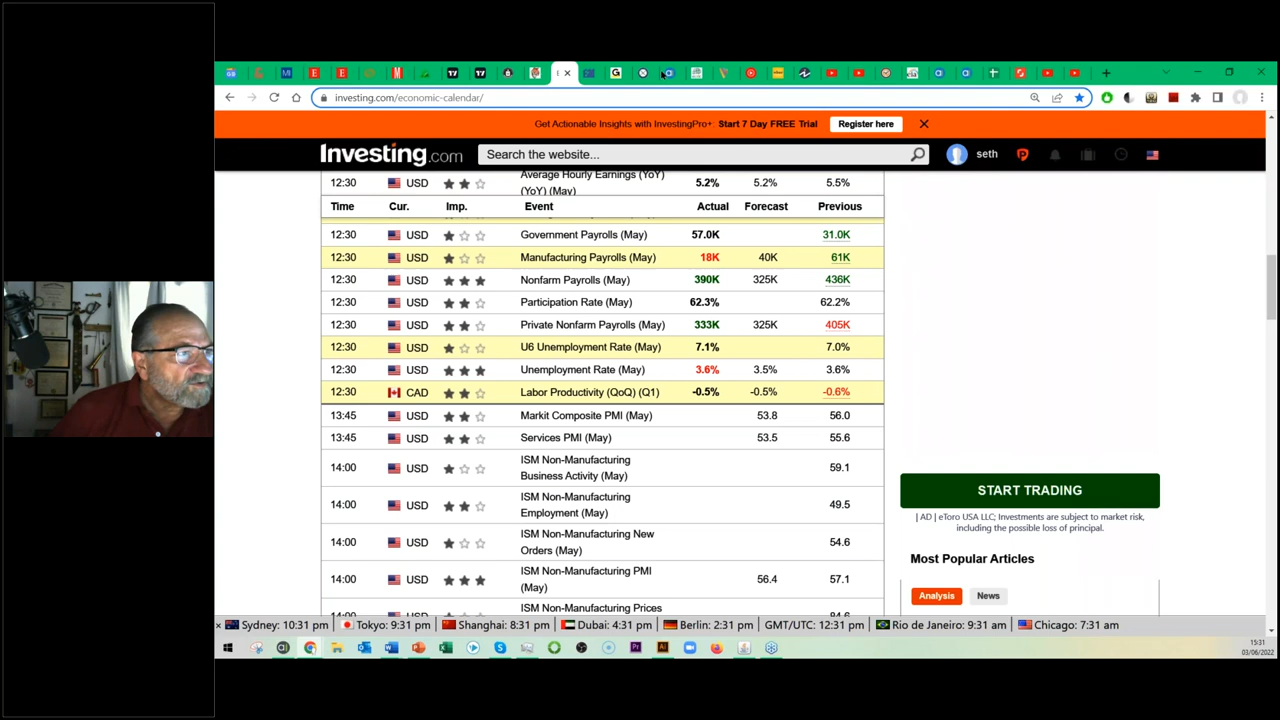 investing.com/economic-calendar/
Get Actionable Insights with InvestingPro+ Start 7 Day FREE Trial Register here
Investing.com Search the website... seth
12:30 USD Average Hourly Earnings (YoY) 5.2% 5.2% 5.5%
(YoY) (May)
Time Cur. Imp. Event Actual Forecast Previous
12:30 USD Government Payrolls (May) 57.0K 31.0K
12:30 USD Manufacturing Payrolls (May) 18K 40K 61K
12:30 USD Nonfarm Payrolls (May) 390K 325K 436K
12:30 USD Participation Rate (May) 62.3% 62.2%
12:30 USD Private Nonfarm Payrolls (May) 333K 325K 405K
12:30 USD U6 Unemployment Rate (May) 7.1% 7.0%
12:30 USD Unemployment Rate (May) 3.6% 3.5% 3.6%
12:30 CAD Labor Productivity (QoQ) (Q1) -0.5% -0.5% -0.6%
13:45 USD Markit Composite PMI (May) 53.8 56.0
13:45 USD Services PMI (May) 53.5 55.6
14:00 USD ISM Non-Manufacturing 59.1
Business Activity (May)
14:00 USD ISM Non-Manufacturing 49.5
Employment (May)
14:00 USD ISM Non-Manufacturing New 54.6
Orders (May)
14:00 USD ISM Non-Manufacturing PMI 56.4 57.1
(May)
ISM Non-Manufacturing Prices
START TRADING
| AD | eToro USA LLC; Investments are subject to market risk,
including the possible loss of principal.
Most Popular Articles
Analysis News
Sydney: 10:31 pm Tokyo: 9:31 pm Shanghai: 8:31 pm Dubai: 4:31 pm Berlin: 2:31 pm GMT/UTC: 12:31 pm Rio de Janeiro: 9:31 am Chicago: 7:31 am
15:31
03/06/2022